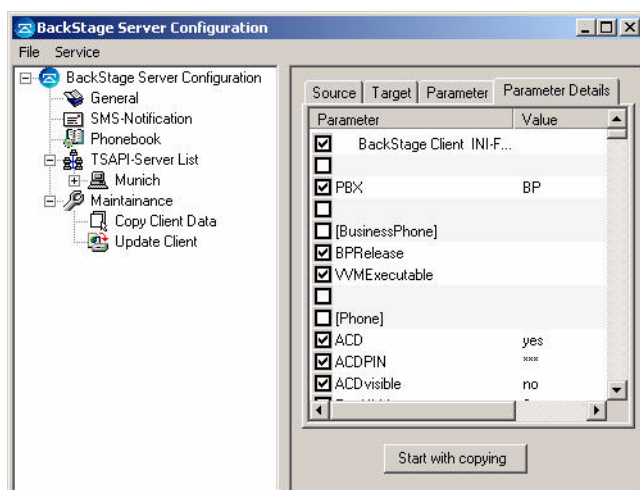 BackStage Server Configuration
File Service
BackStage Server Configuration
General
SMS-Notification
Phonebook
TSAPI-Server List
Munich
Maintainance
Copy Client Data
Update Client
Source Target Parameter Parameter Details
Parameter Value
BackStage Client INI-F...
PBX BP
[BusinessPhone]
BPRelease
VVMExecutable
[Phone]
ACD yes
ACDPIN ***
ACDvisible no
Start with copying